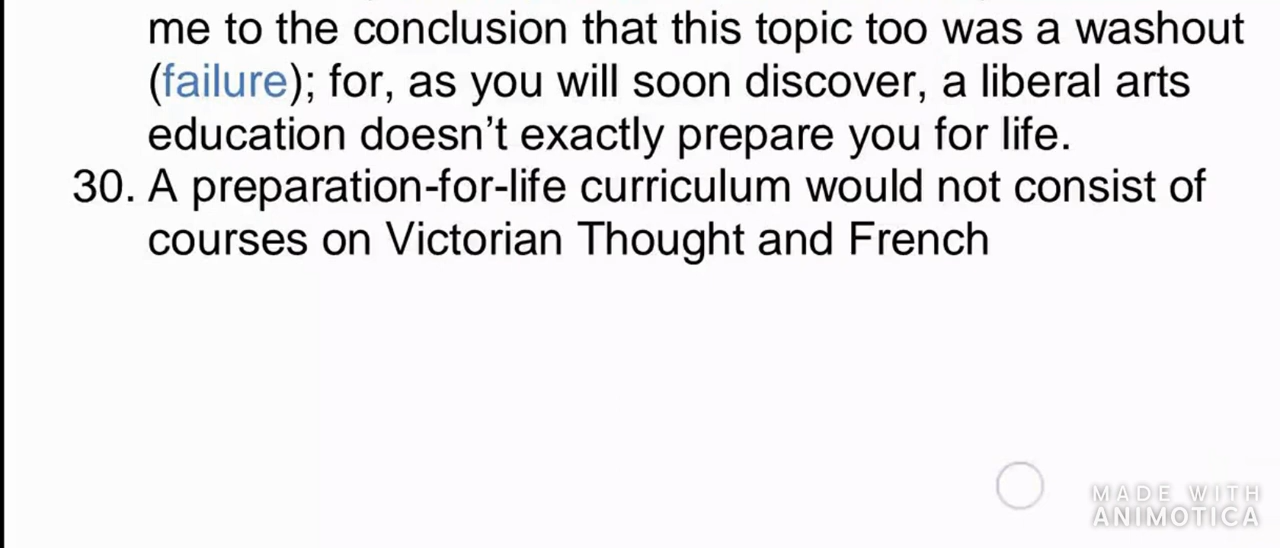 me to the conclusion that this topic too was a washout
(failure); for, as you will soon discover, a liberal arts
education doesn't exactly prepare you for life.
30. A preparation-for-life curriculum would not consist of
courses on Victorian Thought and French
MADE WITH
ANIMOTICA